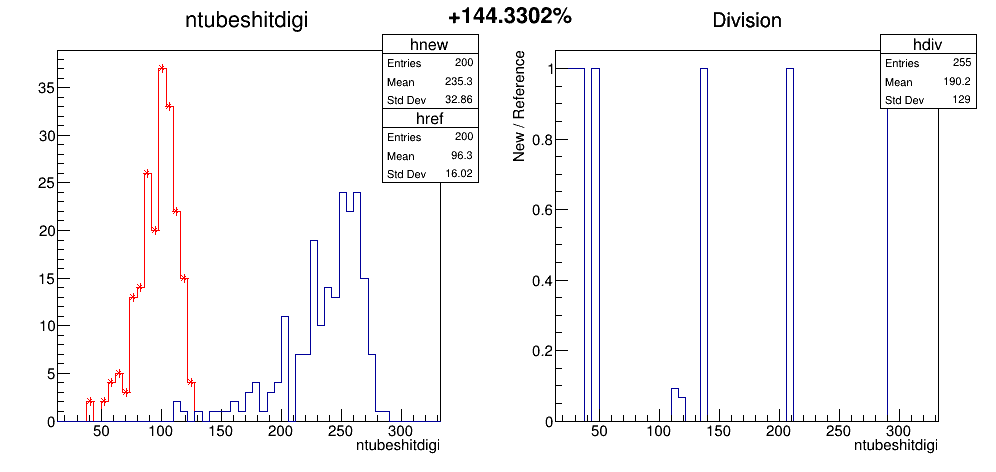 +144.3302%
ntubeshitdigi
hnew
Entries 200
Mean 235.3
Std Dev 32.86
href
Entries 200
Mean 96.3
Std Dev 16.02
35
30
25
20
15
10
5
0
50 100 150 200 250 300
ntubeshitdigi
Division
hdiv
Entries 255
Mean 190.2
Std Dev 129
New / Reference
1
0.8
0.6
0.4
0.2
0
50 100 150 200 250 300
ntubeshitdigi